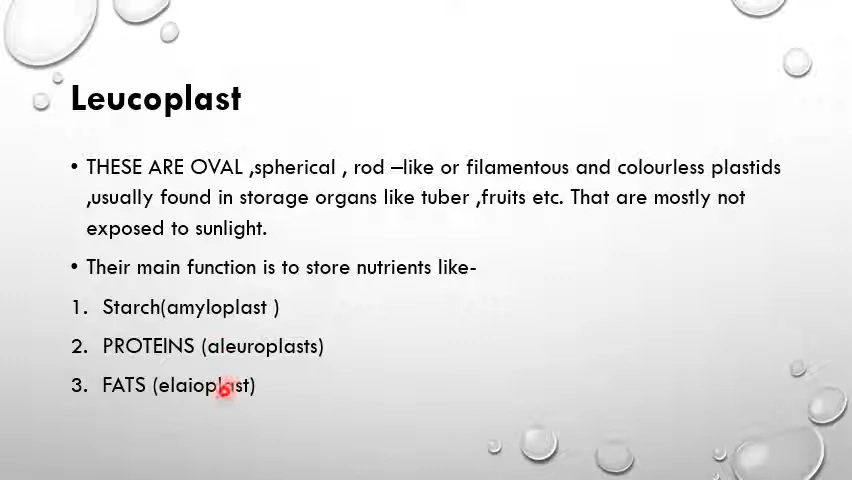 Leucoplast
• THESE ARE OVAL ,spherical , rod –like or filamentous and colourless plastids
,usually found in storage organs like tuber ,fruits etc. That are mostly not
exposed to sunlight.
• Their main function is to store nutrients like-
1. Starch(amyloplast )
2. PROTEINS (aleuroplasts)
3. FATS (elaioplast)